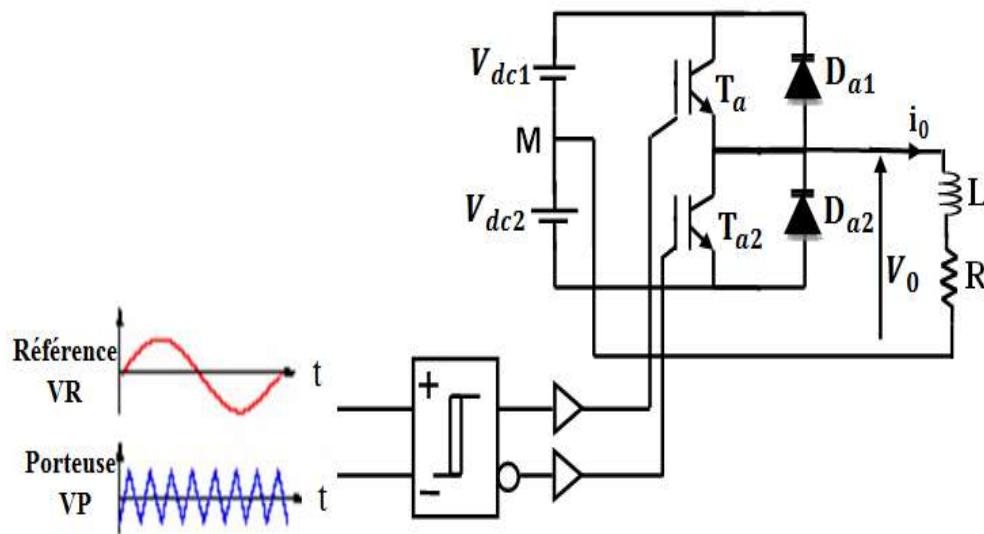 V_dc1
T_a
D_a1
M
i_0
V_dc2
T_a2
D_a2
L
V_0
R
Référence
VR
t
+
Porteuse
VP
t
−